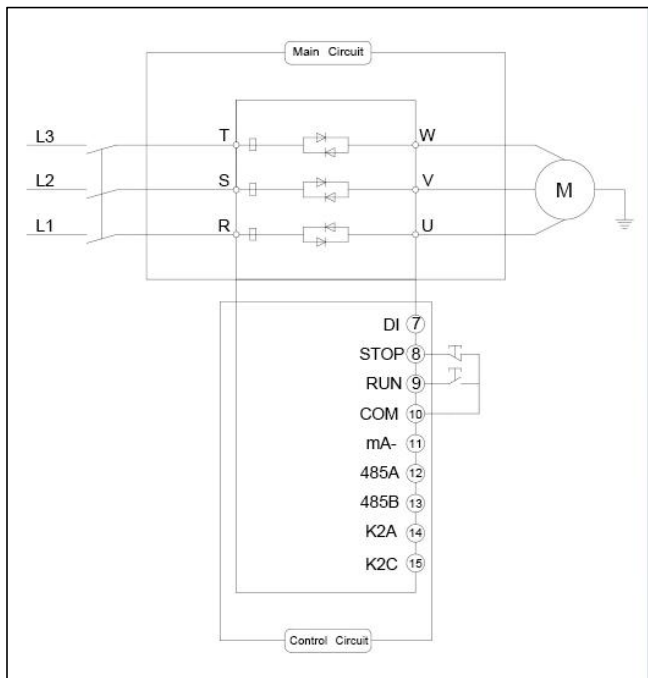 Main Circuit
L3 T W
L2 S V M
L1 R U
DI 7
STOP 8
RUN 9
COM 10
mA- 11
485A 12
485B 13
K2A 14
K2C 15
Control Circuit